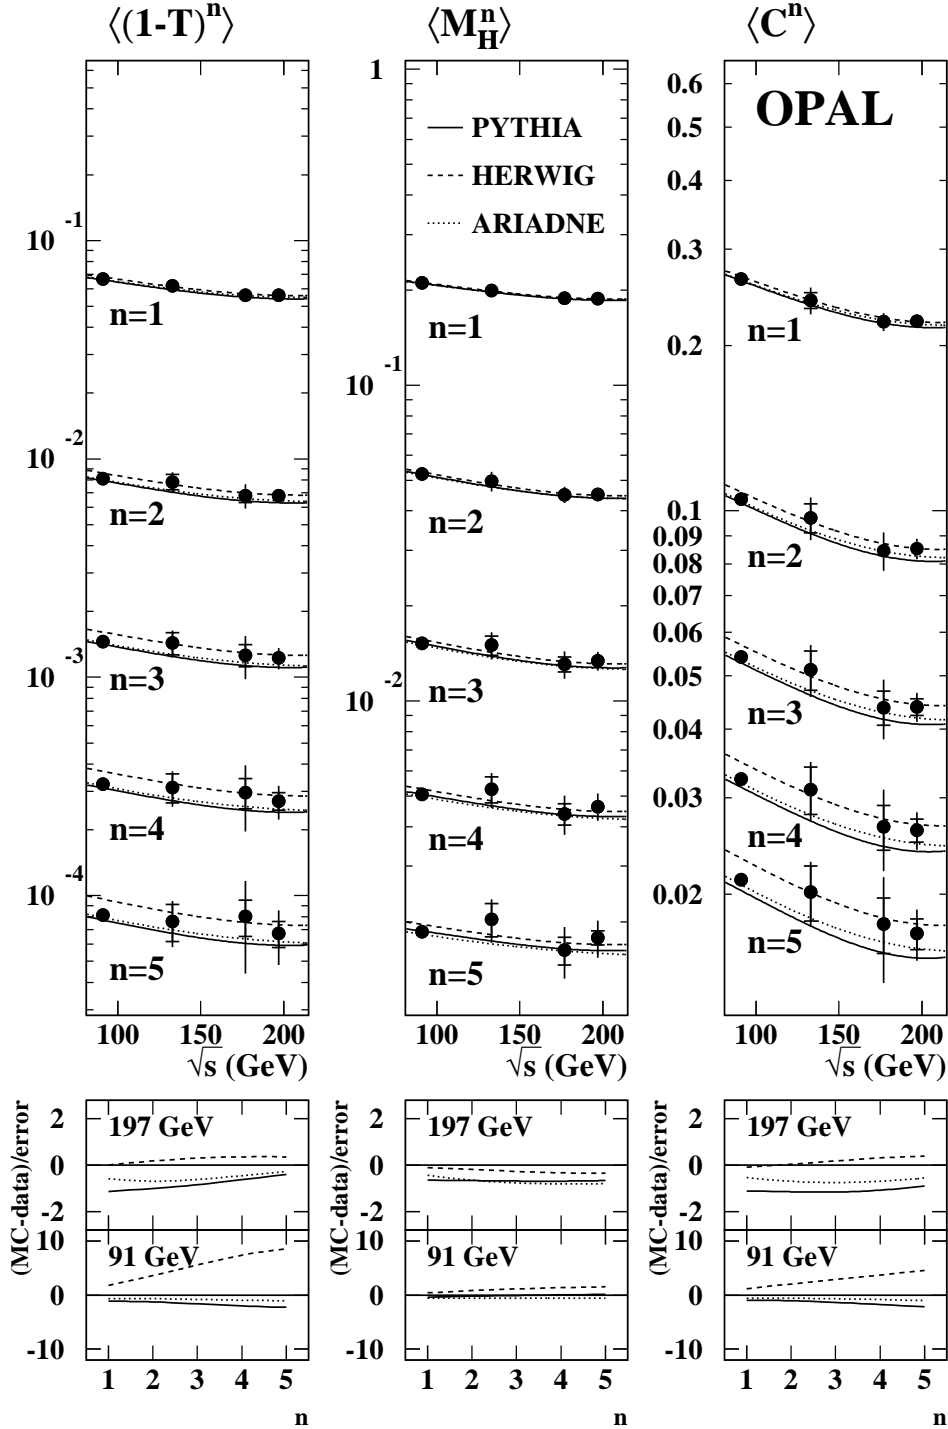 ⟨(1-T)ⁿ⟩ ⟨M_Hⁿ⟩ ⟨Cⁿ⟩
OPAL
PYTHIA
HERWIG
ARIADNE
10⁻¹
10⁻²
10⁻³
10⁻⁴
n=1
n=2
n=3
n=4
n=5
100 150 200
√s (GeV)
1
10⁻¹
10⁻²
n=1
n=2
n=3
n=4
n=5
100 150 200
√s (GeV)
0.6
0.5
0.4
0.3
0.2
0.1
0.09
0.08
0.07
0.06
0.05
0.04
0.03
0.02
n=1
n=2
n=3
n=4
n=5
100 150 200
√s (GeV)
(MC-data)/error
2
0
-2
197 GeV
10
0
-10
91 GeV
1 2 3 4 5
n
(MC-data)/error
2
0
-2
197 GeV
10
0
-10
91 GeV
1 2 3 4 5
n
(MC-data)/error
2
0
-2
197 GeV
10
0
-10
91 GeV
1 2 3 4 5
n